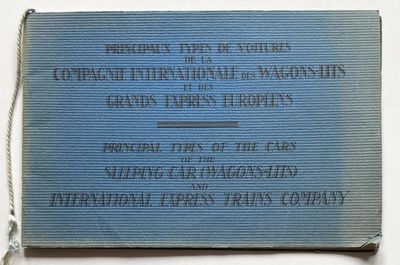 PRINCIPAUX TYPES DE VOITURES
DE LA
COMPAGNIE INTERNATIONALE DES WAGONS-LITS
ET DES
GRANDS EXPRESS EUROPÉENS
PRINCIPAL TYPES OF THE CARS
OF THE
SLEEPING CAR (WAGONS-LITS)
AND
INTERNATIONAL EXPRESS TRAINS COMPANY